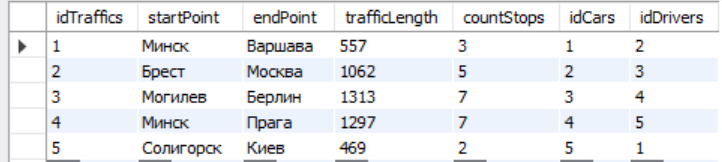 idTraffics startPoint endPoint trafficLength countStops idCars idDrivers
1 Минск Варшава 557 3 1 2
2 Брест Москва 1062 5 2 3
3 Могилев Берлин 1313 7 3 4
4 Минск Прага 1297 7 4 5
5 Солигорск Киев 469 2 5 1